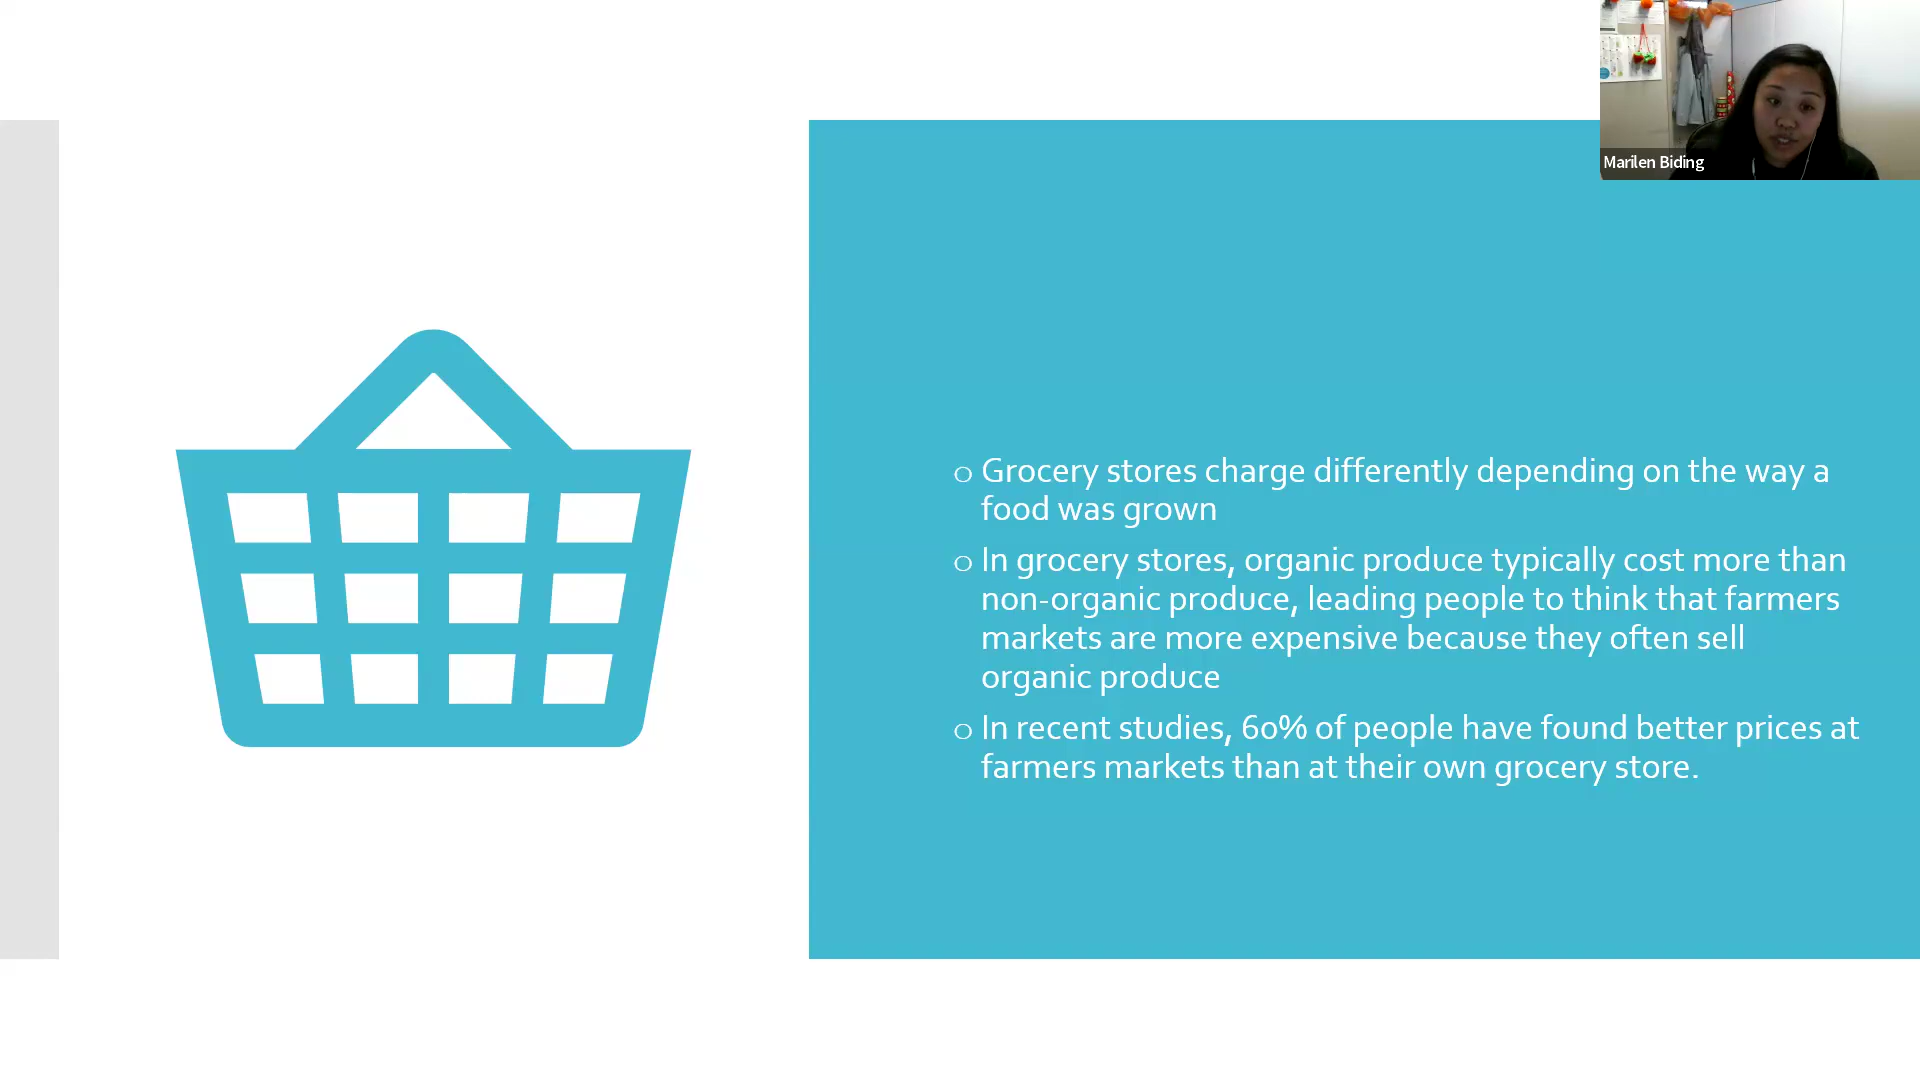 Marilen Biding
o Grocery stores charge differently depending on the way a
food was grown
o In grocery stores, organic produce typically cost more than
non-organic produce, leading people to think that farmers
markets are more expensive because they often sell
organic produce
o In recent studies, 60% of people have found better prices at
farmers markets than at their own grocery store.